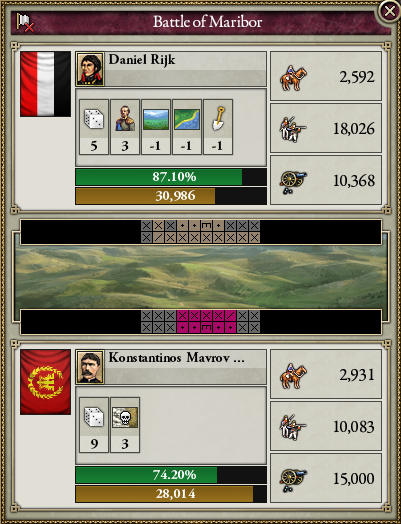 Battle of Maribor
Daniel Rijk
2,592
5 3 -1 -1 -1
18,026
87.10%
10,368
30,986
Konstantinos Mavrov ...
2,931
9 3
10,083
74.20%
15,000
28,014